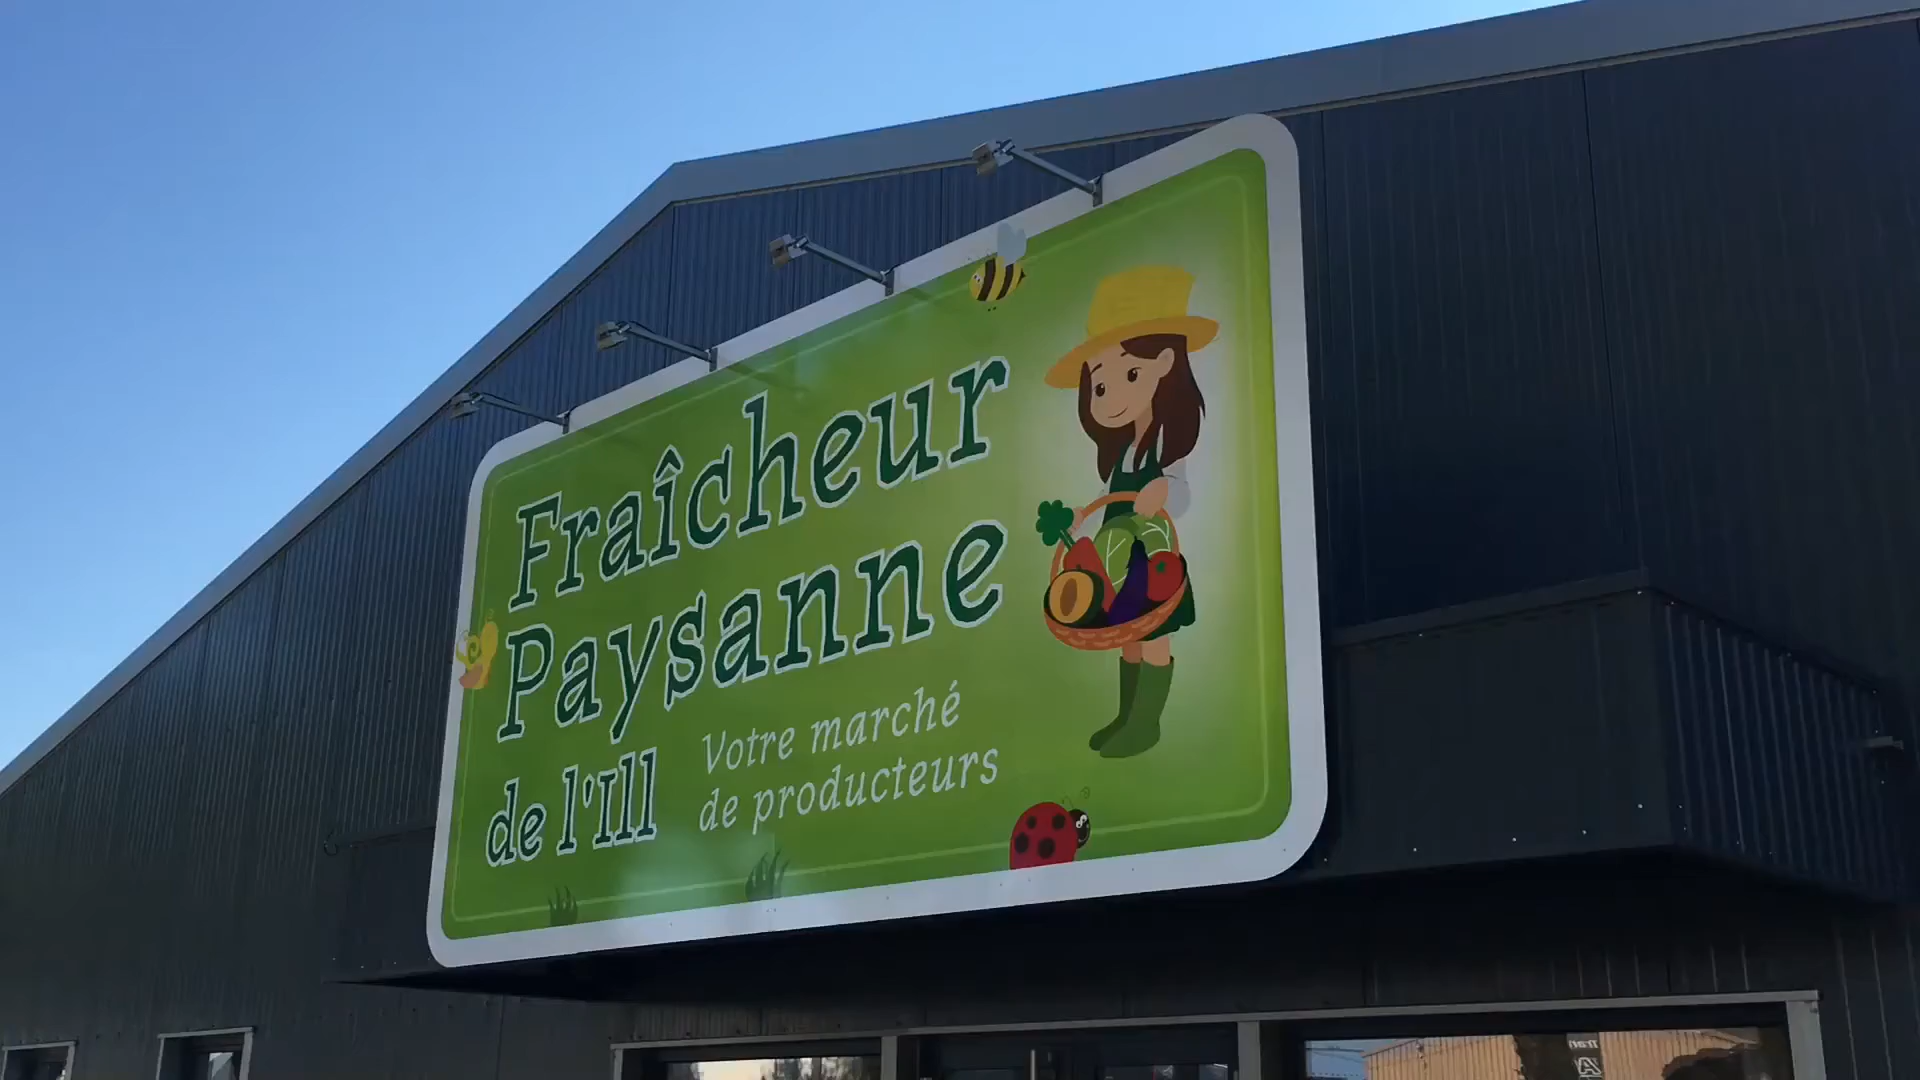 Fraîcheur
Paysanne
de l'Ill
Votre marché
de producteurs